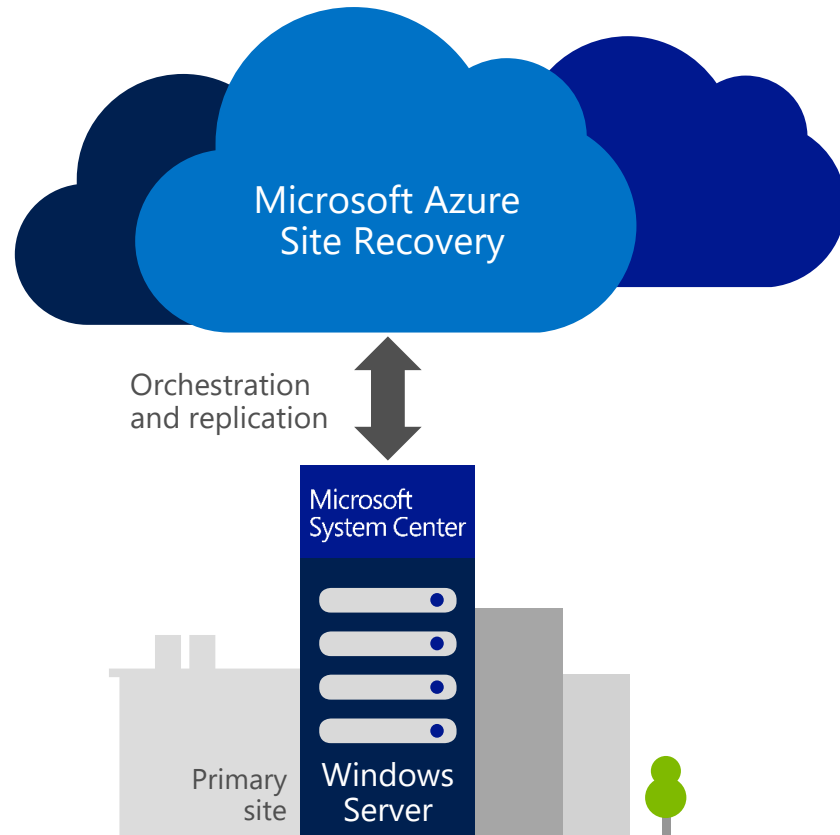 Microsoft Azure
Site Recovery
Orchestration
and replication
Microsoft
System Center
Primary
site
Windows
Server